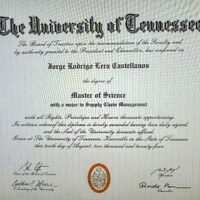 The University of Tennessee
The Board of Trustees upon the recommendation of the Faculty and
by authority granted to the President and Chancellor, has conferred on
Jorge Rodrigo Lera Castellanos
the degree of
Master of Science
with a major in Supply Chain Management
with all Rights, Privileges and Honors thereunto appertaining.
In witness whereof this diploma is hereby awarded having been duly signed,
and the Seal of the University hereunto affixed.
Given at The University of Tennessee, Knoxville in the State of Tennessee
this tenth day of August, two thousand and twenty-four.